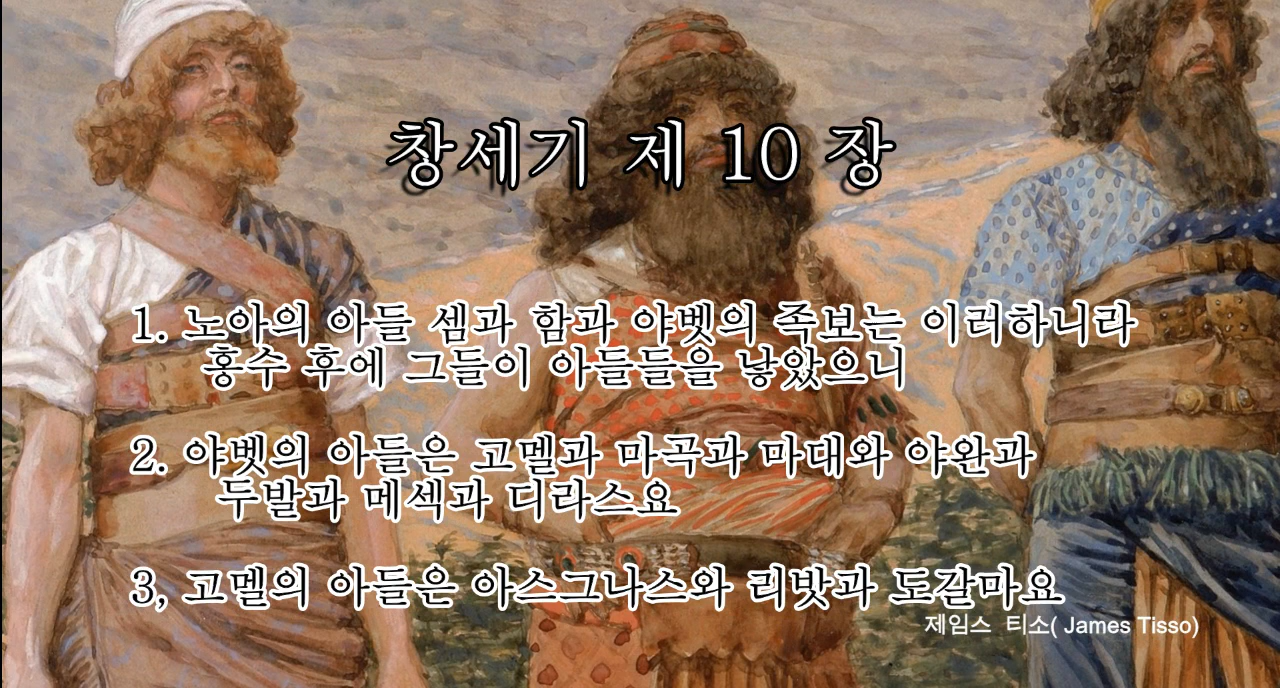 창세기 제 10 장
1. 노아의 아들 셈과 함과 야벳의 족보는 이러하니라
홍수 후에 그들이 아들들을 낳았으니
2. 야벳의 아들은 고멜과 마곡과 마대와 야완과
두발과 메섹과 디라스요
3, 고멜의 아들은 아스그나스와 리밧과 도갈마요
제임스 티소( James Tisso)